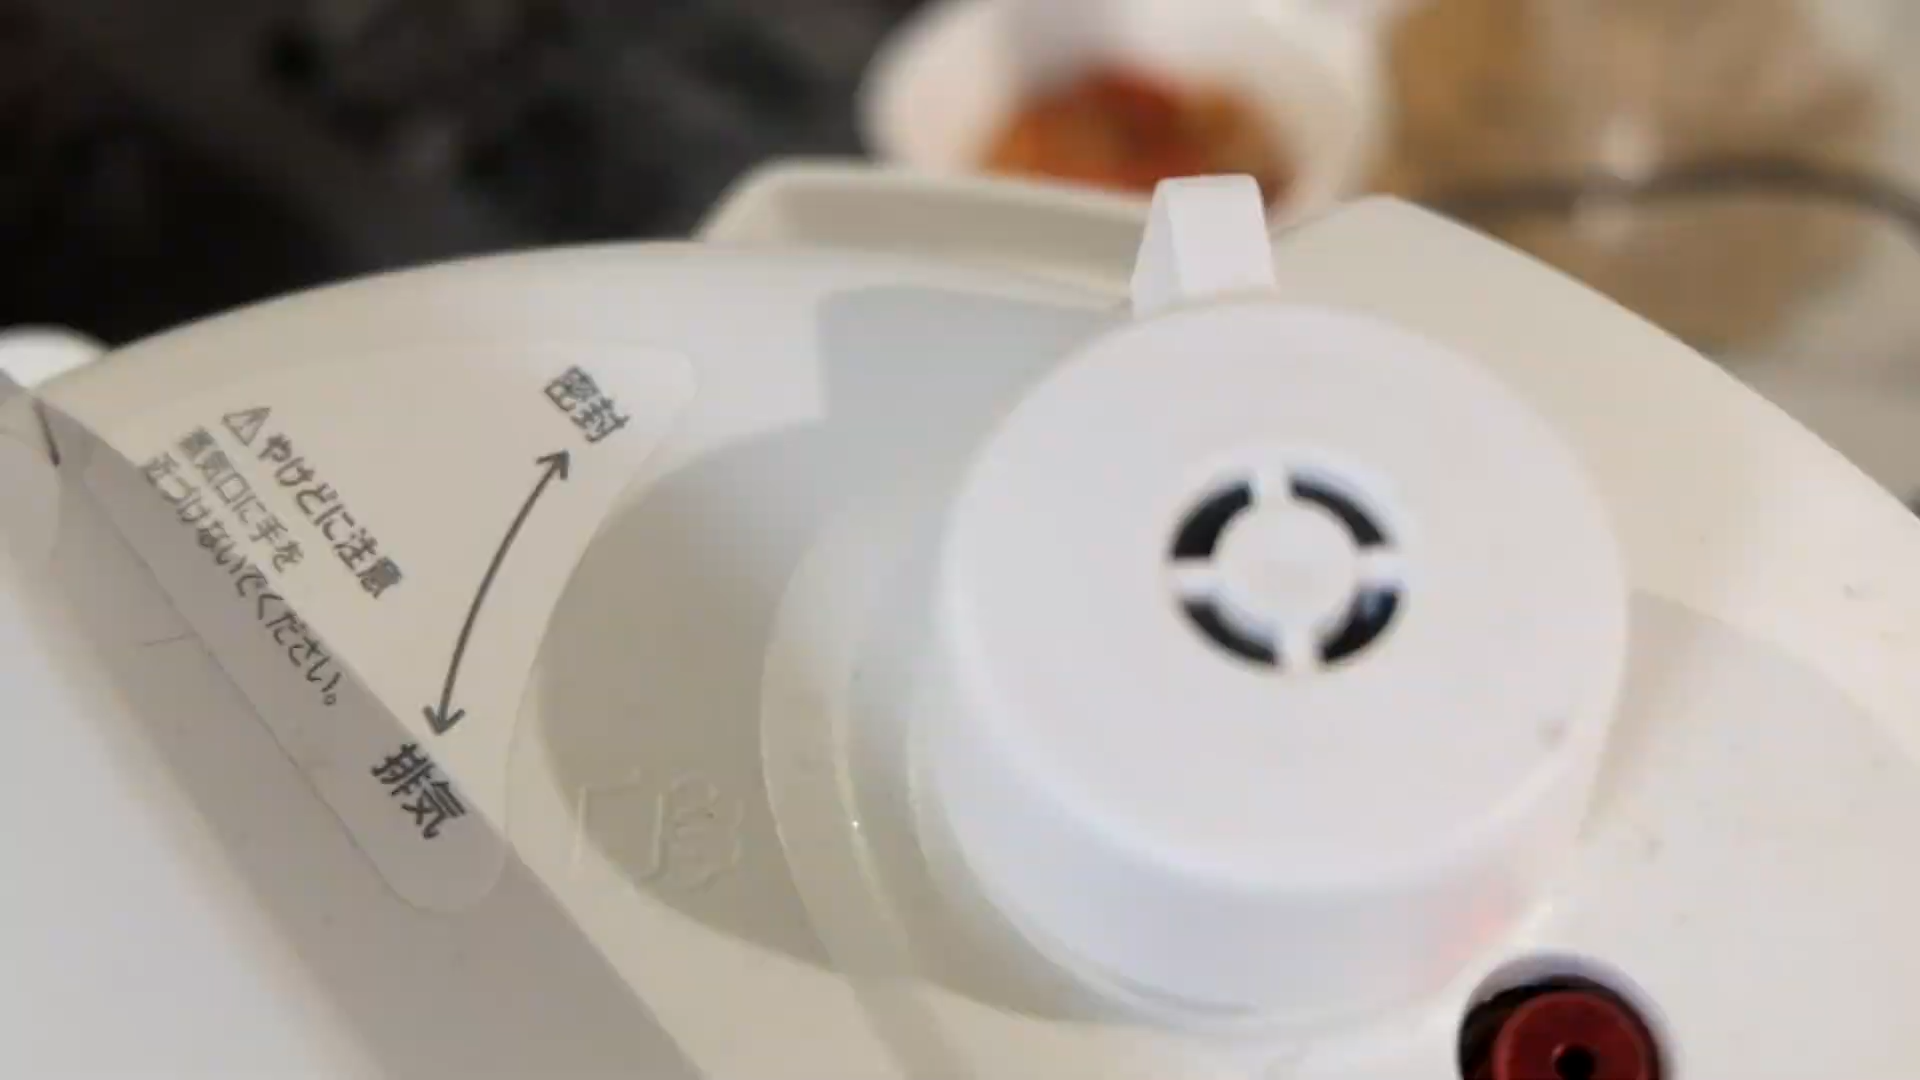 密封
⚠やけどに注意
蒸気口に手を
近づけないでください。
排気